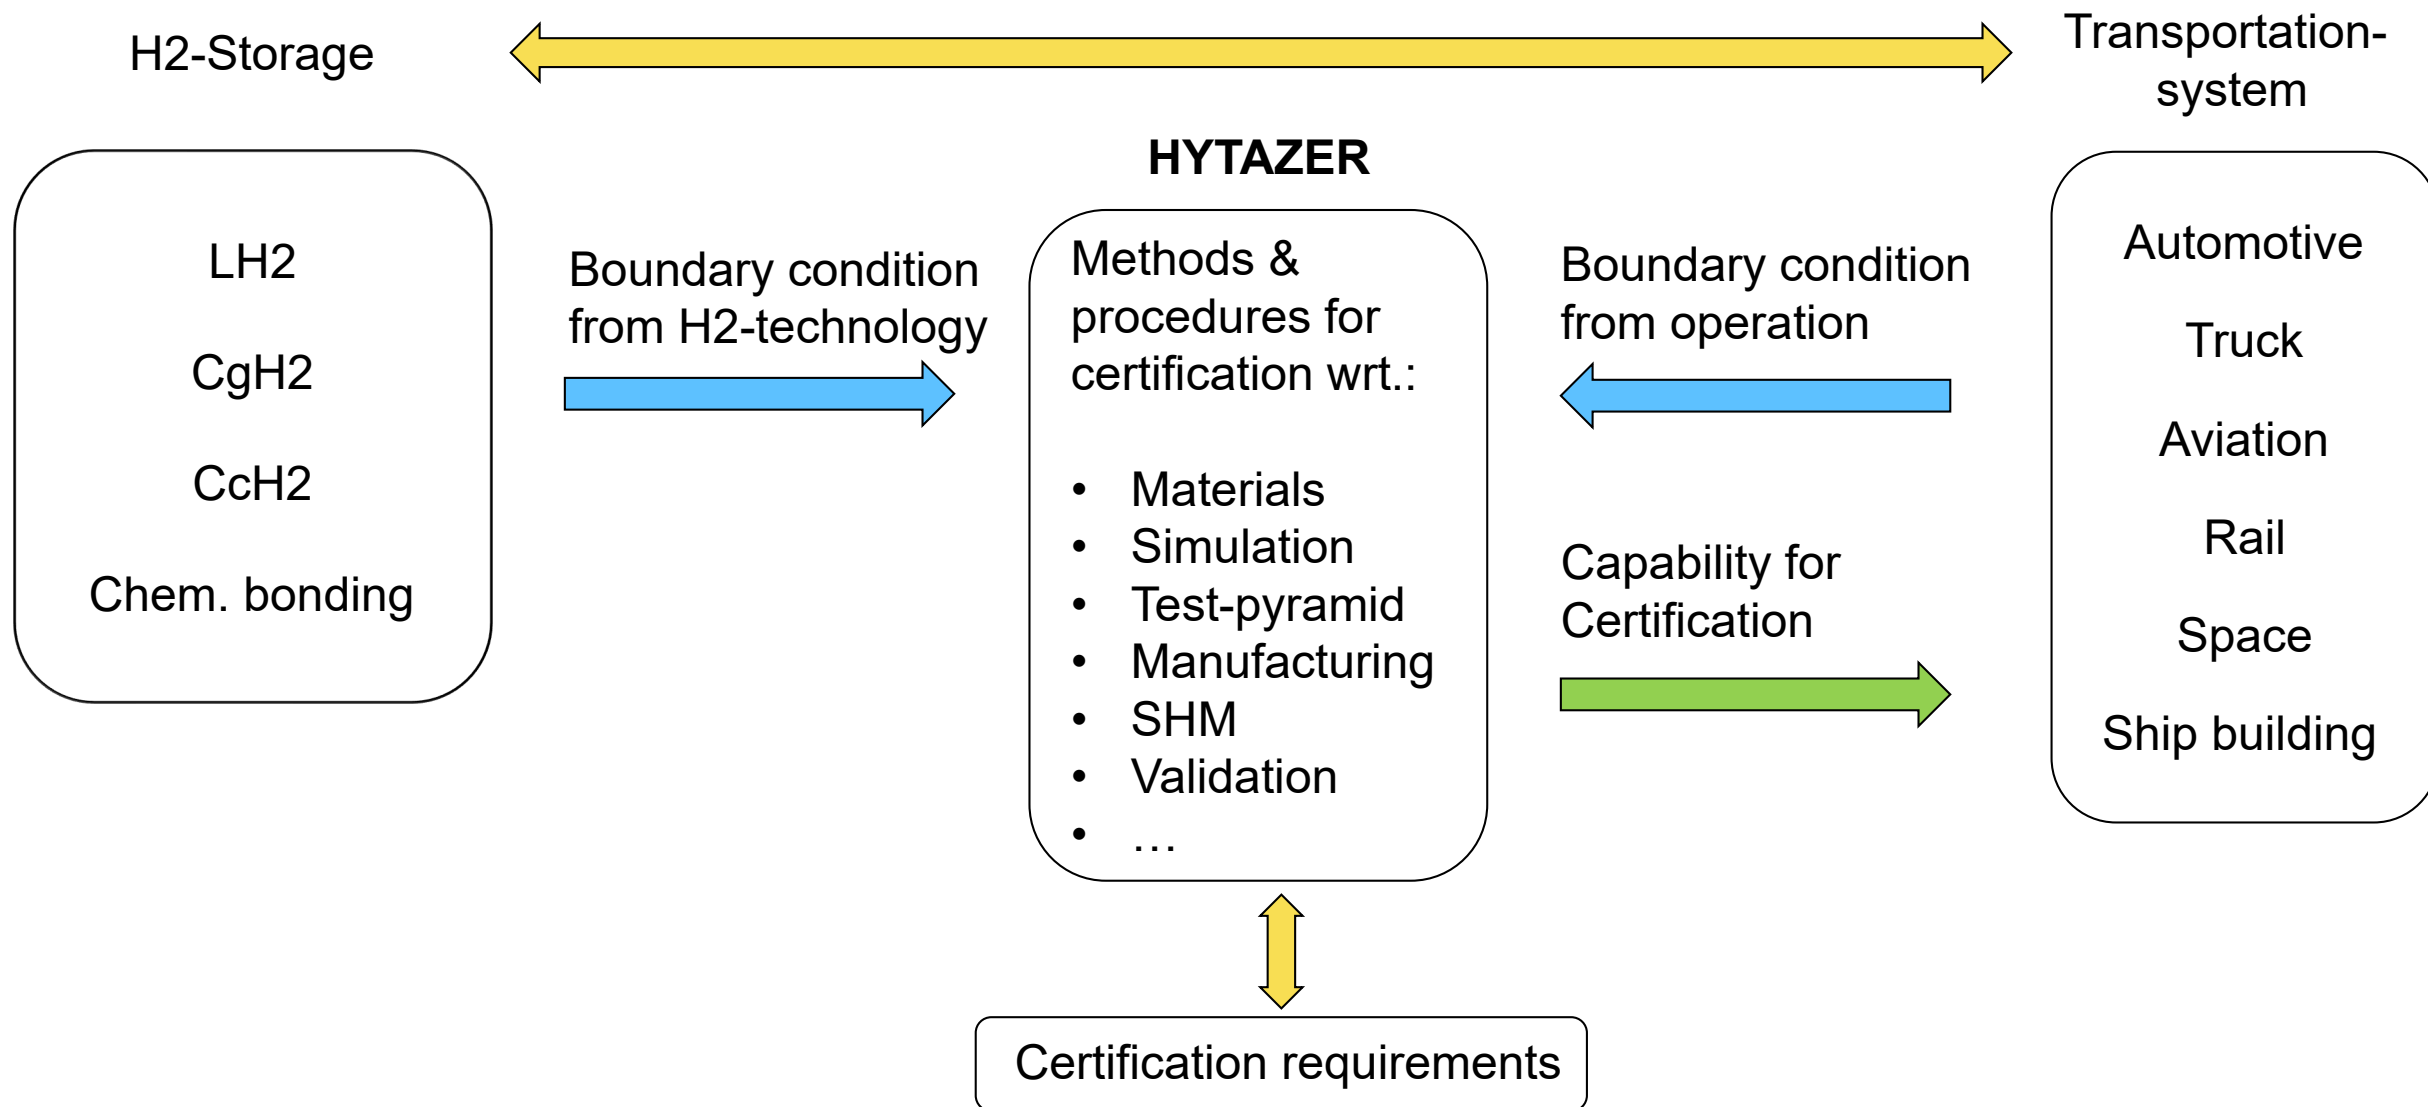 H2-Storage
Transportation-
system
LH2
CgH2
CcH2
Chem. bonding
Boundary condition
from H2-technology
HYTAZER
Methods &
procedures for
certification wrt.:
• Materials
• Simulation
• Test-pyramid
• Manufacturing
• SHM
• Validation
• …
Boundary condition
from operation
Capability for
Certification
Automotive
Truck
Aviation
Rail
Space
Ship building
Certification requirements